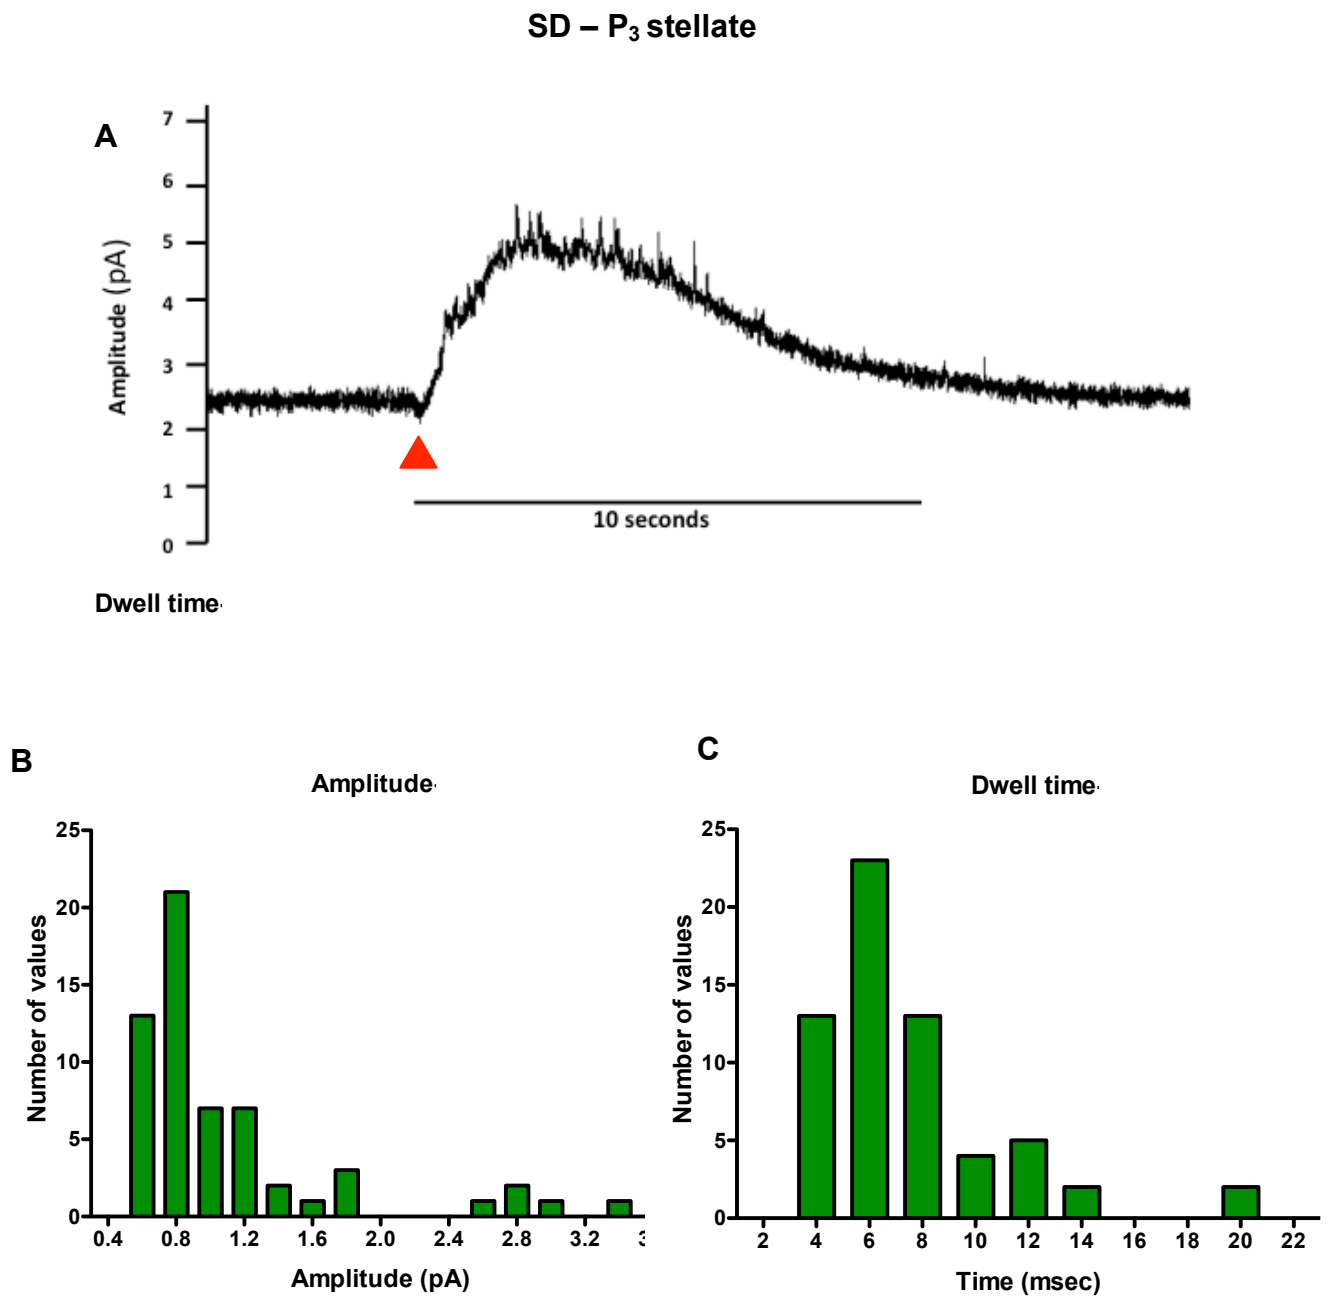 SD – P3 stellate
A
Amplitude (pA)
7
6
5
4
3
2
1
0
10 seconds
Dwell time
B
Amplitude
Number of values
25
20
15
10
5
0
0.4 0.8 1.2 1.6 2.0 2.4 2.8 3.2
Amplitude (pA)
C
Dwell time
Number of values
25
20
15
10
5
0
2 4 6 8 10 12 14 16 18 20 22
Time (msec)